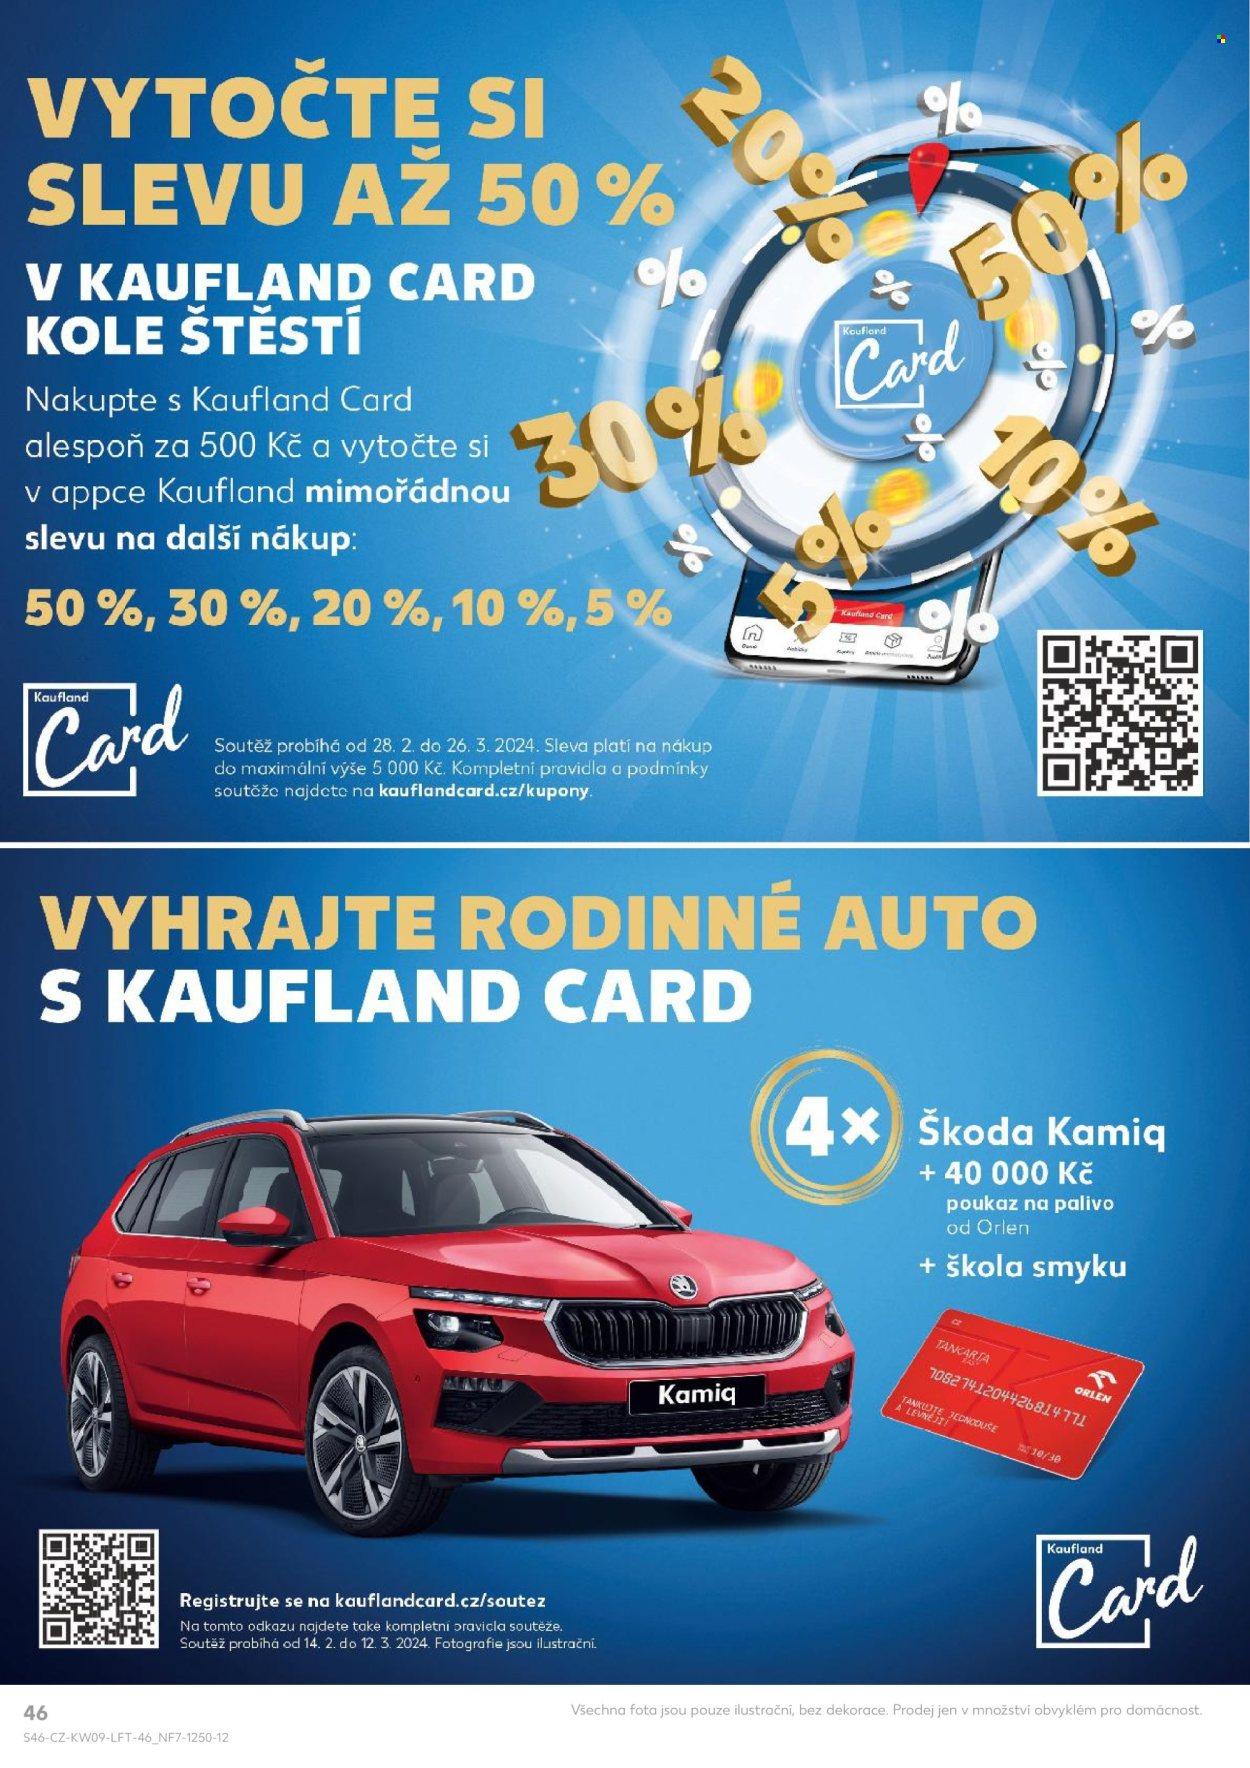 VYTOČTE SI
SLEVU AŽ 50 %
V KAUFLAND CARD
KOLE ŠTĚSTÍ
Nakupte s Kaufland Card
alespoň za 500 Kč a vytočte si
v appce Kaufland mimořádnou
slevu na další nákup:
50 %, 30 %, 20 %, 10 %, 5 %
20%
50%
30%
10%
5%
%
%
%
%
%
%
%
%
Kaufland
Card
Kaufland Card
Kaufland
Card
Soutěž probíhá od 28. 2. do 26. 3. 2024. Sleva platí na nákup
do maximální výše 5 000 Kč. Kompletní pravidla a podmínky
soutěže najdete na kauflandcard.cz/kupony.
VYHRAJTE RODINNÉ AUTO
S KAUFLAND CARD
4×
Škoda Kamiq
+ 40 000 Kč
poukaz na palivo
od Orlen
+ škola smyku
CZ
TANKARTA
EASY
7082741204426814771
ORLEN
TANKUJTE JEDNODUŠE
A LEVNĚJI!
10/30
Kamiq
Registrujte se na kauflandcard.cz/soutez
Na tomto odkazu najdete také kompletní pravidla soutěže.
Soutěž probíhá od 14. 2. do 12. 3. 2024. Fotografie jsou ilustrační.
Kaufland
Card
46
Všechna fota jsou pouze ilustrační, bez dekorace. Prodej jen v množství obvyklém pro domácnost.
S46-CZ-KW09-LFT-46_NF7-1250-12